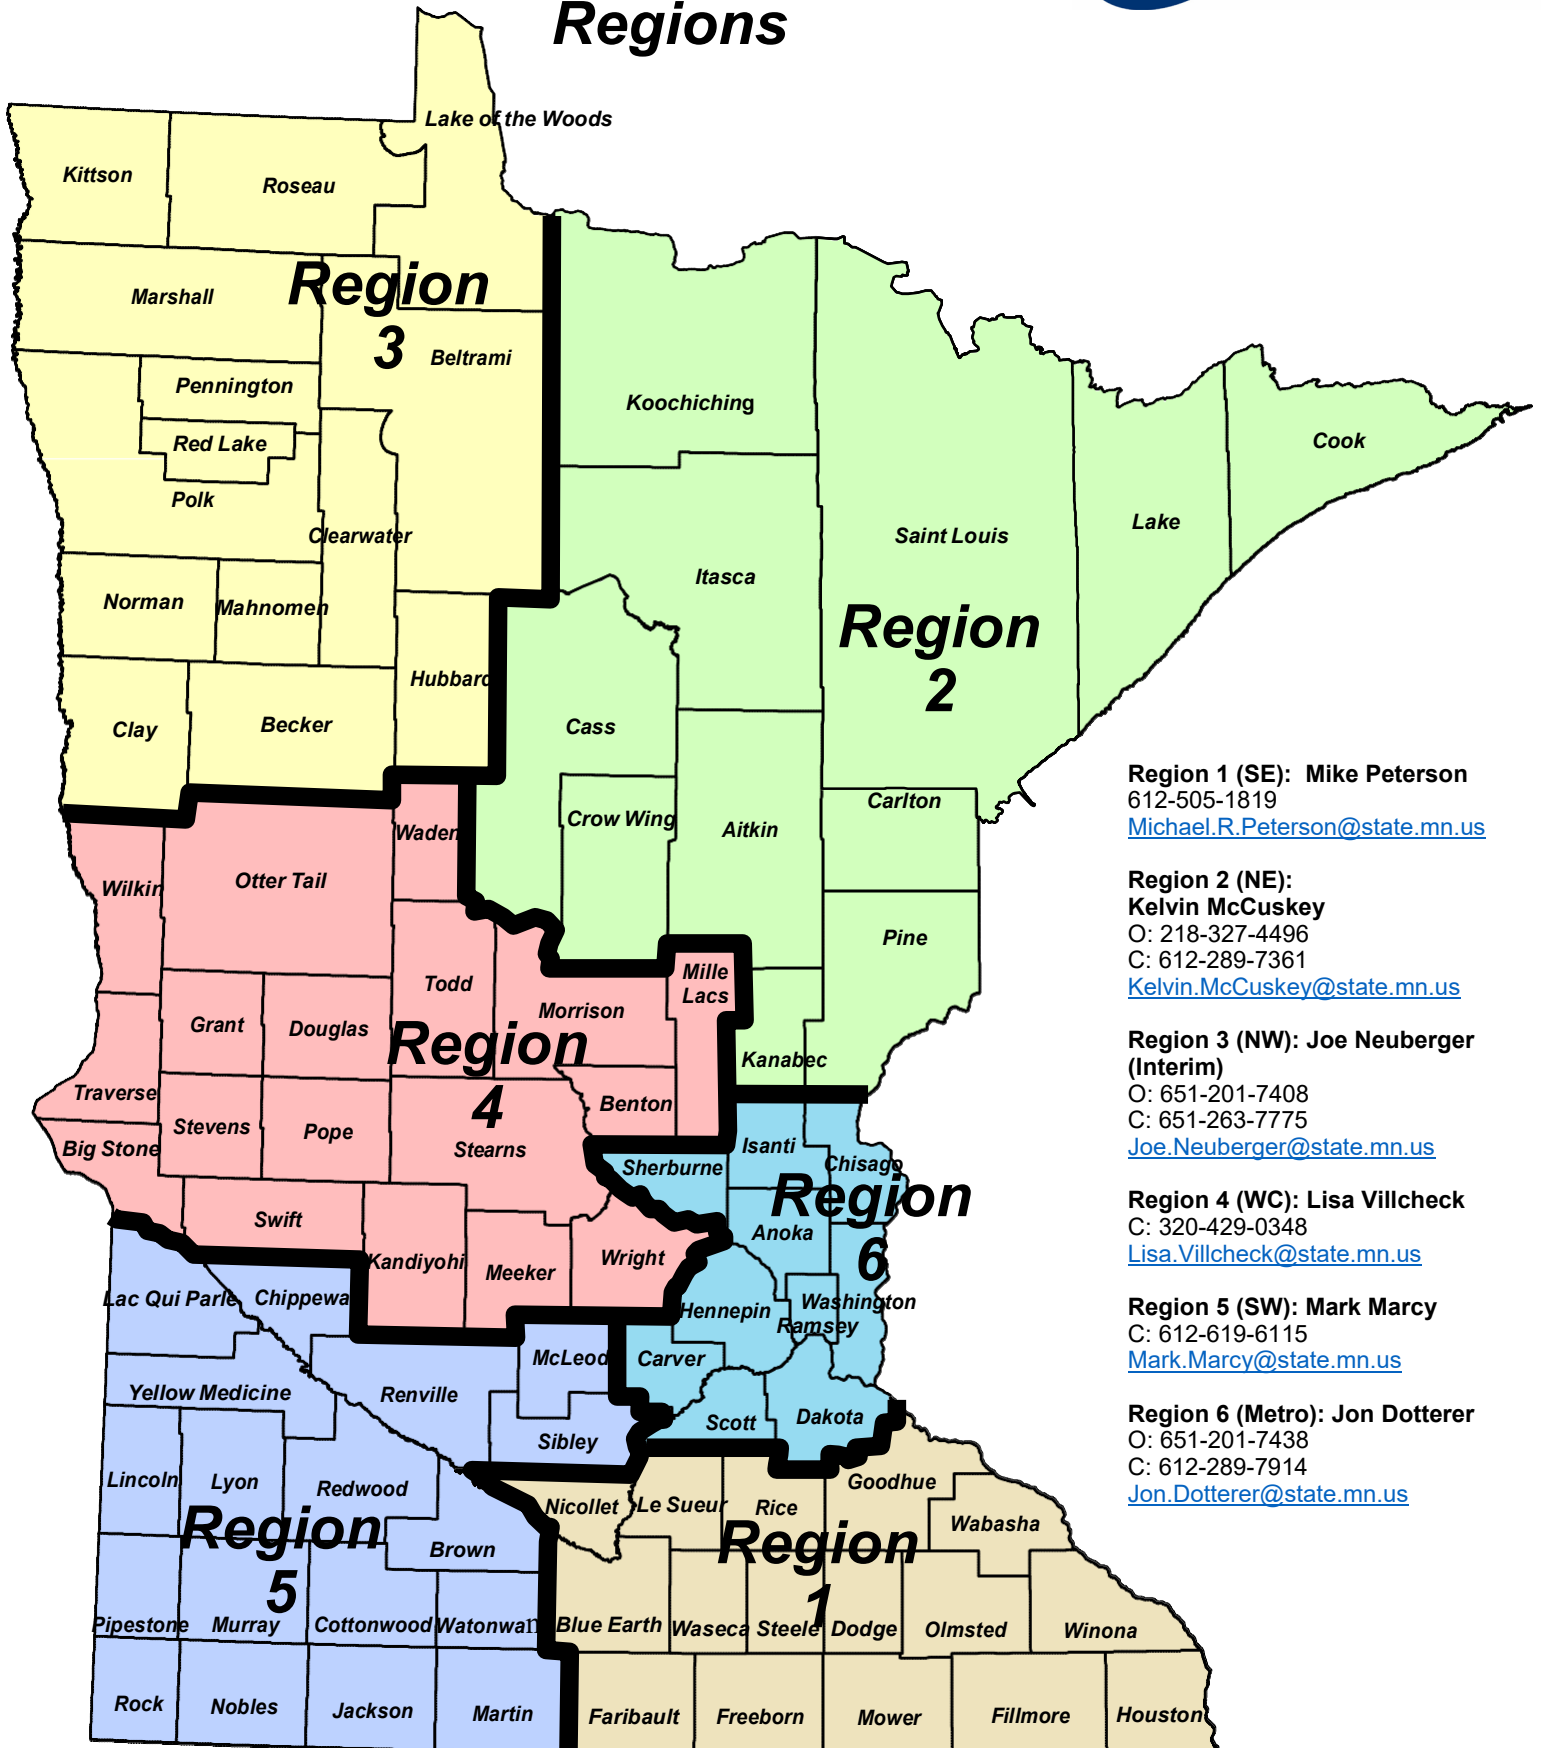 Regions
Lake of the Woods
Kittson
Roseau
Region
3
Marshall
Beltrami
Pennington
Red Lake
Polk
Clearwater
Norman
Mahnomen
Hubbard
Clay
Becker
Koochiching
Cook
Lake
Saint Louis
Itasca
Region
2
Cass
Crow Wing
Aitkin
Carlton
Pine
Kanabec
Waden
Wilkin
Otter Tail
Todd
Morrison
Mille
Lacs
Grant
Douglas
Region
4
Traverse
Stevens
Pope
Stearns
Benton
Big Stone
Swift
Kandiyohi
Meeker
Wright
Isanti
Sherburne
Chisago
Region
6
Anoka
Hennepin
Washington
Ramsey
Carver
Scott
Dakota
Lac Qui Parle
Chippewa
McLeod
Yellow Medicine
Renville
Sibley
Lincoln
Lyon
Redwood
Region
5
Brown
Pipestone
Murray
Cottonwood
Watonwan
Rock
Nobles
Jackson
Martin
Nicollet
Le Sueur
Rice
Goodhue
Wabasha
Region
1
Blue Earth
Waseca
Steele
Dodge
Olmsted
Winona
Faribault
Freeborn
Mower
Fillmore
Houston
Region 1 (SE): Mike Peterson
612-505-1819
Michael.R.Peterson@state.mn.us
Region 2 (NE):
Kelvin McCuskey
O: 218-327-4496
C: 612-289-7361
Kelvin.McCuskey@state.mn.us
Region 3 (NW): Joe Neuberger
(Interim)
O: 651-201-7408
C: 651-263-7775
Joe.Neuberger@state.mn.us
Region 4 (WC): Lisa Villcheck
C: 320-429-0348
Lisa.Villcheck@state.mn.us
Region 5 (SW): Mark Marcy
C: 612-619-6115
Mark.Marcy@state.mn.us
Region 6 (Metro): Jon Dotterer
O: 651-201-7438
C: 612-289-7914
Jon.Dotterer@state.mn.us